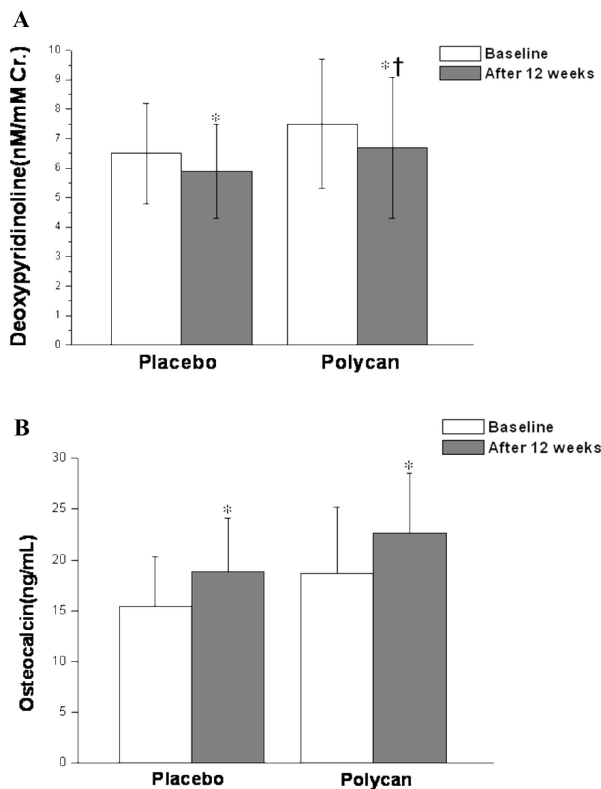 A
Baseline
After 12 weeks
Deoxypyridinoline(nM/mM Cr.)
10
9
8
7
6
5
4
3
2
1
0
*
*†
Placebo
Polycan
B
Baseline
After 12 weeks
Osteocalcin(ng/mL)
30
25
20
15
10
5
0
*
*
Placebo
Polycan